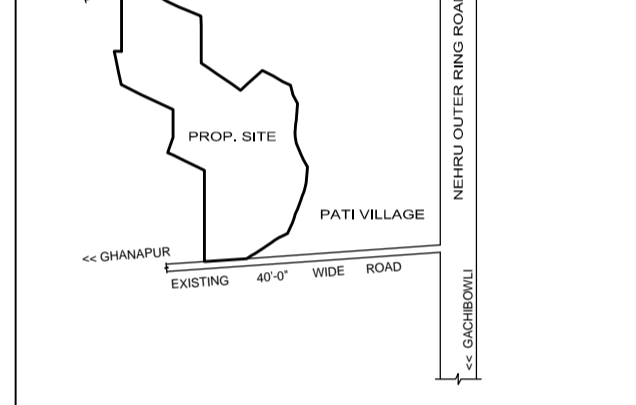 NEHRU OUTER RING ROAD
PROP. SITE
PATI VILLAGE
<< GHANAPUR
EXISTING 40'-0" WIDE ROAD
<< GACHIBOWLI